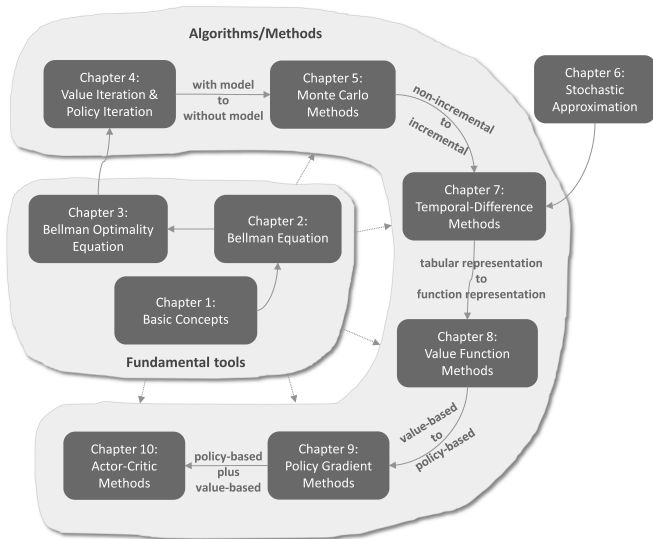 Algorithms/Methods
Chapter 4:
Value Iteration &
Policy Iteration
with model
to
without model
Chapter 5:
Monte Carlo
Methods
non-incremental
to
incremental
Chapter 6:
Stochastic
Approximation
Chapter 3:
Bellman Optimality
Equation
Chapter 2:
Bellman Equation
Chapter 7:
Temporal-Difference
Methods
Chapter 1:
Basic Concepts
tabular representation
to
function representation
Fundamental tools
Chapter 8:
Value Function
Methods
value-based
to
policy-based
Chapter 10:
Actor-Critic
Methods
policy-based
plus
value-based
Chapter 9:
Policy Gradient
Methods